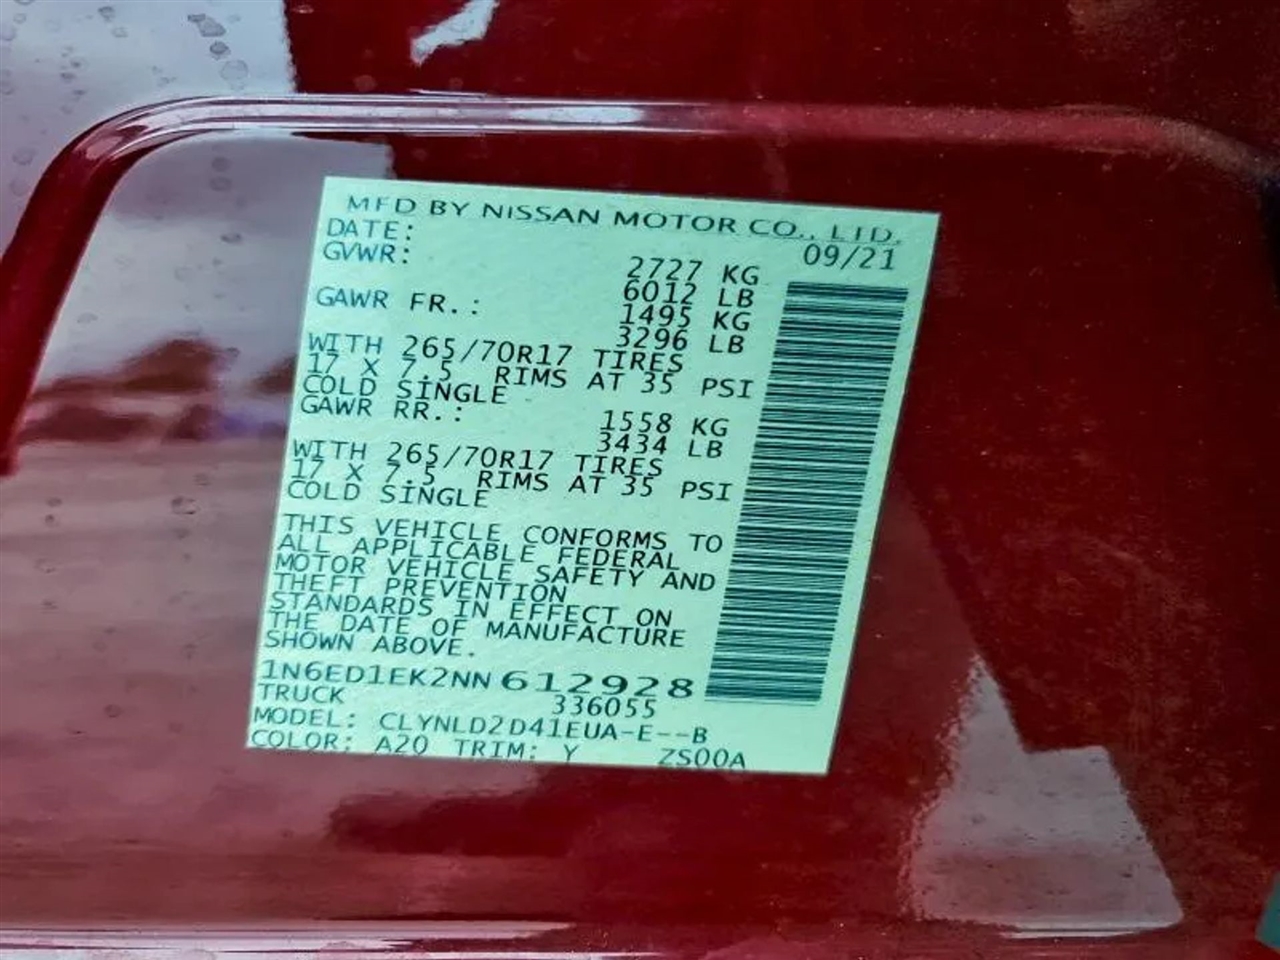 MFD BY NISSAN MOTOR CO., LTD.
DATE: 09/21
GVWR: 2727 KG
6012 LB
GAWR FR.: 1495 KG
3296 LB
WITH 265/70R17 TIRES
17 X 7.5 RIMS AT 35 PSI
COLD SINGLE
GAWR RR.: 1558 KG
3434 LB
WITH 265/70R17 TIRES
17 X 7.5 RIMS AT 35 PSI
COLD SINGLE
THIS VEHICLE CONFORMS TO
ALL APPLICABLE FEDERAL
MOTOR VEHICLE SAFETY AND
THEFT PREVENTION
STANDARDS IN EFFECT ON
THE DATE OF MANUFACTURE
SHOWN ABOVE.
1N6ED1EK2NN612928
TRUCK 336055
MODEL: CLYNLD2D41EUA-E--B
COLOR: A20 TRIM: Y ZS00A